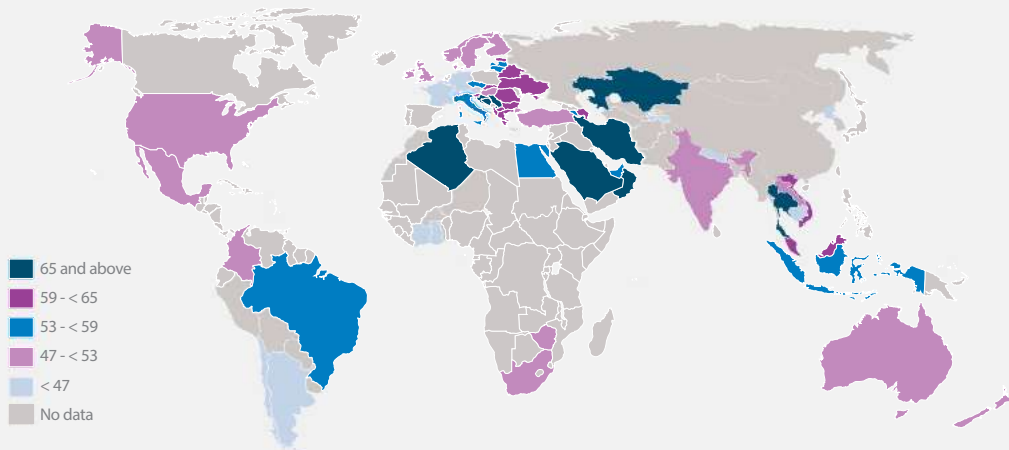 65 and above
59 - < 65
53 - < 59
47 - < 53
< 47
No data